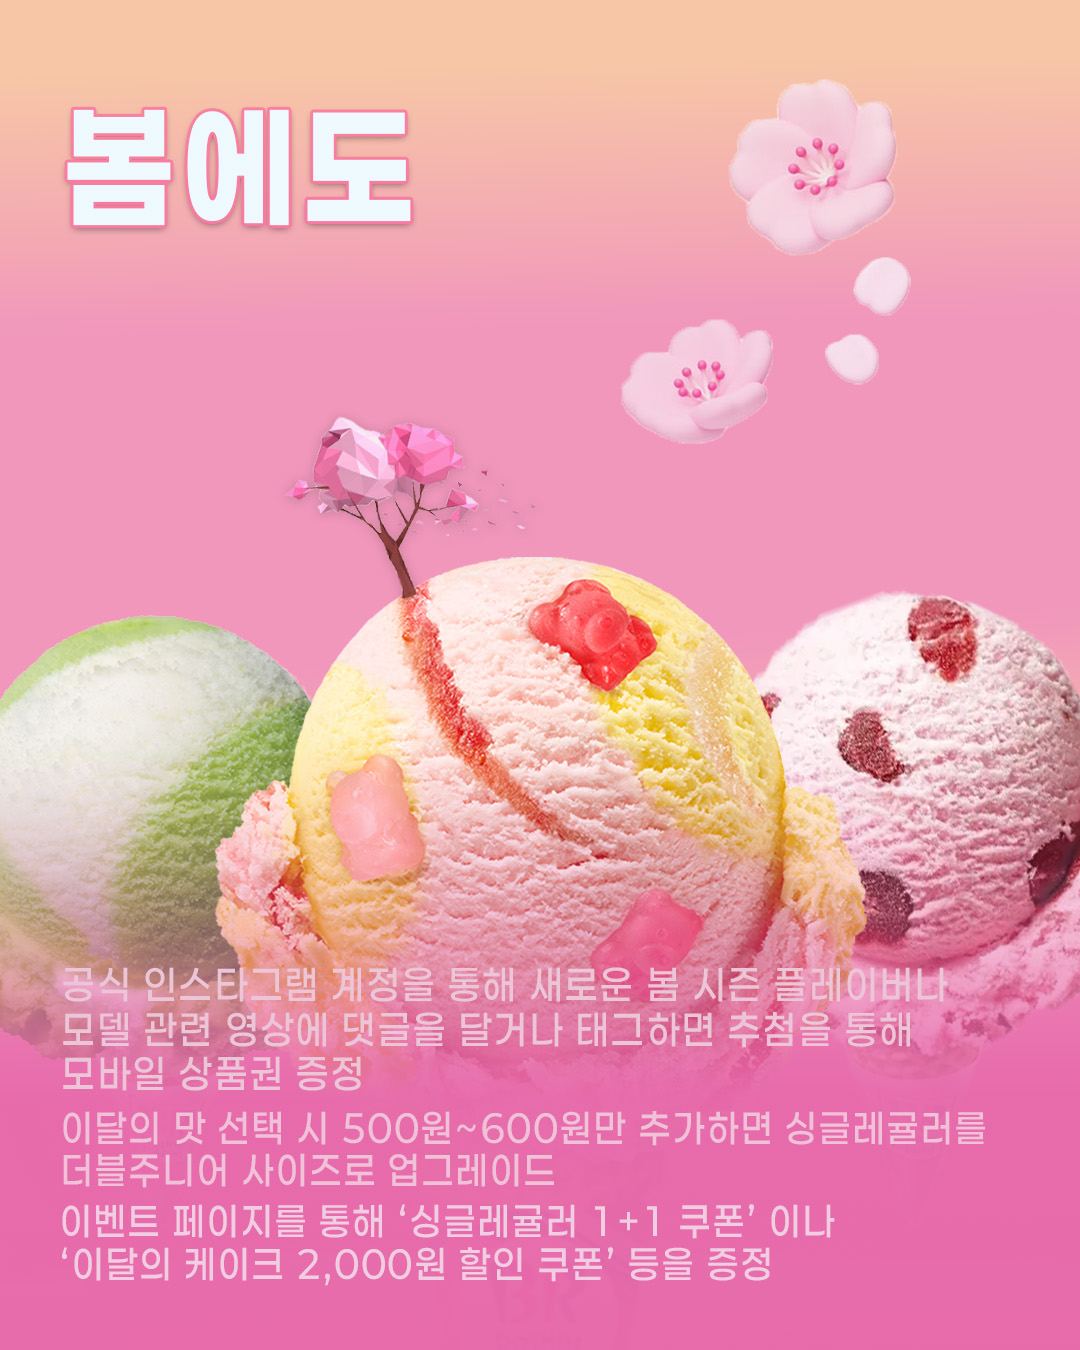 봄에도
공식 인스타그램 계정을 통해 새로운 봄 시즌 플레이버나
모델 관련 영상에 댓글을 달거나 태그하면 추첨을 통해
모바일 상품권 증정
이달의 맛 선택 시 500원~600원만 추가하면 싱글레귤러를
더블주니어 사이즈로 업그레이드
이벤트 페이지를 통해 ‘싱글레귤러 1+1 쿠폰’ 이나
‘이달의 케이크 2,000원 할인 쿠폰’ 등을 증정
BR